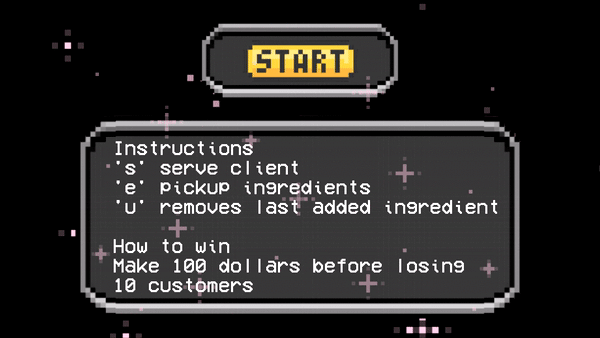 START
Instructions
's' serve client
'e' pickup ingredients
'u' removes last added ingredient
How to win
Make 100 dollars before losing
10 customers